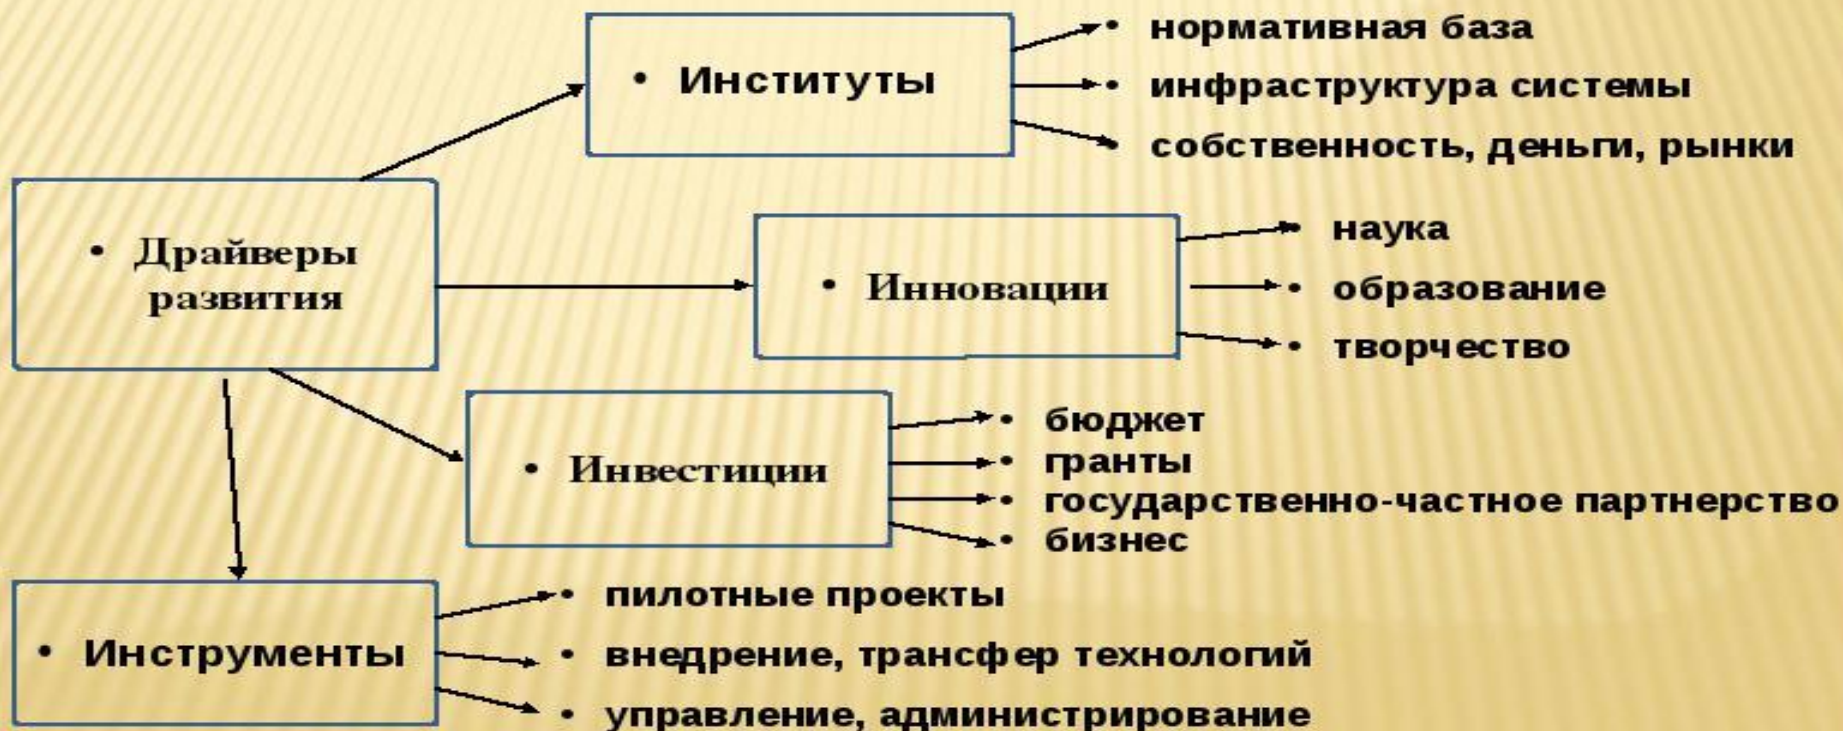 • Институты
• нормативная база
• инфраструктура системы
• собственность, деньги, рынки
• Драйверы
развития
• Инновации
• наука
• образование
• творчество
• Инвестиции
• бюджет
• гранты
• государственно-частное партнерство
• бизнес
• Инструменты
• пилотные проекты
• внедрение, трансфер технологий
• управление, администрирование